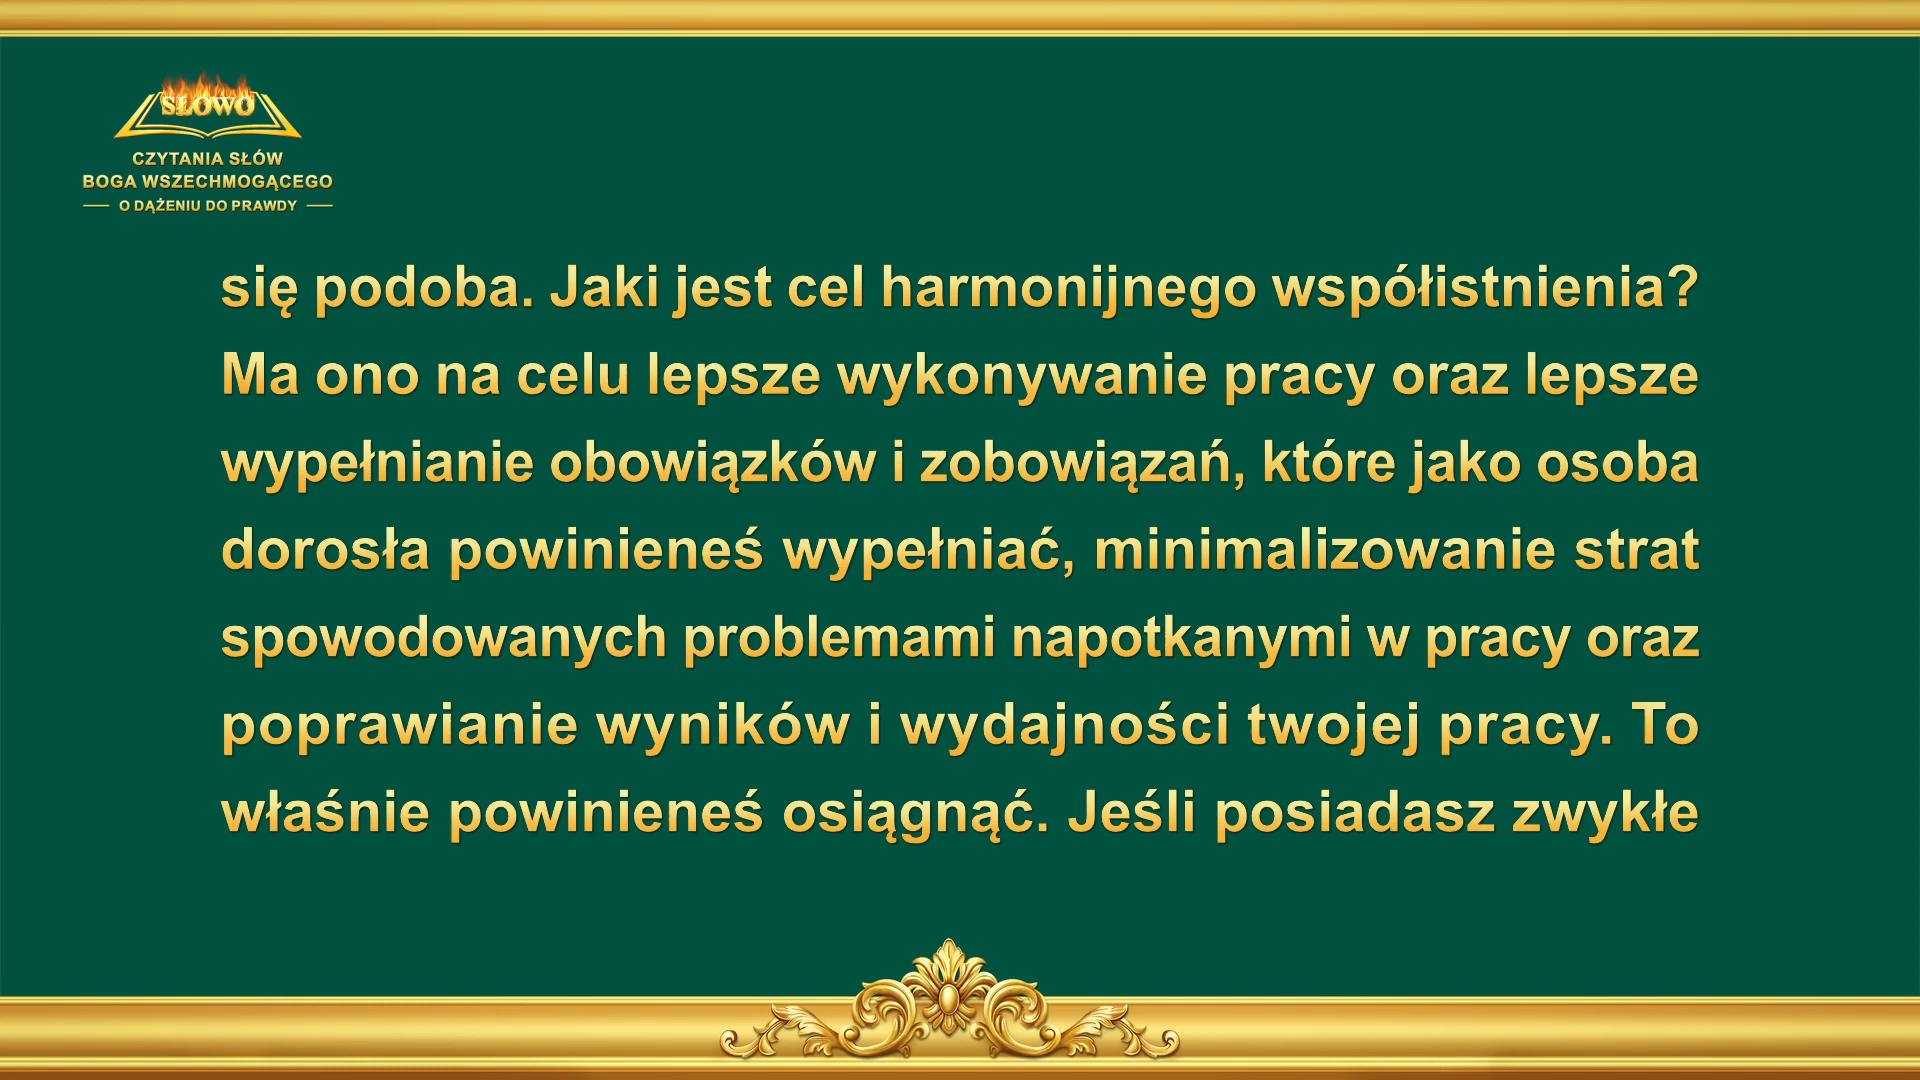 SŁOWO
CZYTANIA SŁÓW
BOGA WSZECHMOGĄCEGO
O DĄŻENIU DO PRAWDY
się podoba. Jaki jest cel harmonijnego współistnienia?
Ma ono na celu lepsze wykonywanie pracy oraz lepsze
wypełnianie obowiązków i zobowiązań, które jako osoba
dorosła powinieneś wypełniać, minimalizowanie strat
spowodowanych problemami napotkanymi w pracy oraz
poprawianie wyników i wydajności twojej pracy. To
właśnie powinieneś osiągnąć. Jeśli posiadasz zwykłe